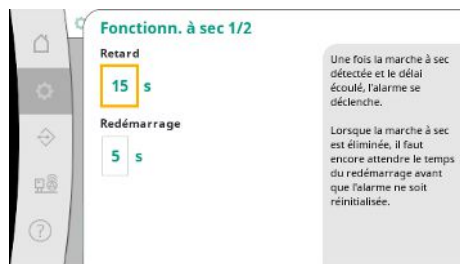 Fonctionn. à sec 1/2
Retard
15 s
Redémarrage
5 s
Une fois la marche à sec
détectée et le délai
écoulé, l'alarme se
déclenche.
Lorsque la marche à sec
est éliminée, il faut
encore attendre le temps
du redémarrage avant
que l'alarme ne soit
réinitialisée.
?